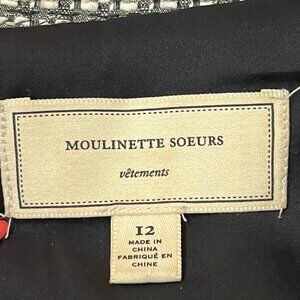 MOULINETTE SOEURS
vêtements
12
MADE IN
CHINA
FABRIQUÉ EN
CHINE